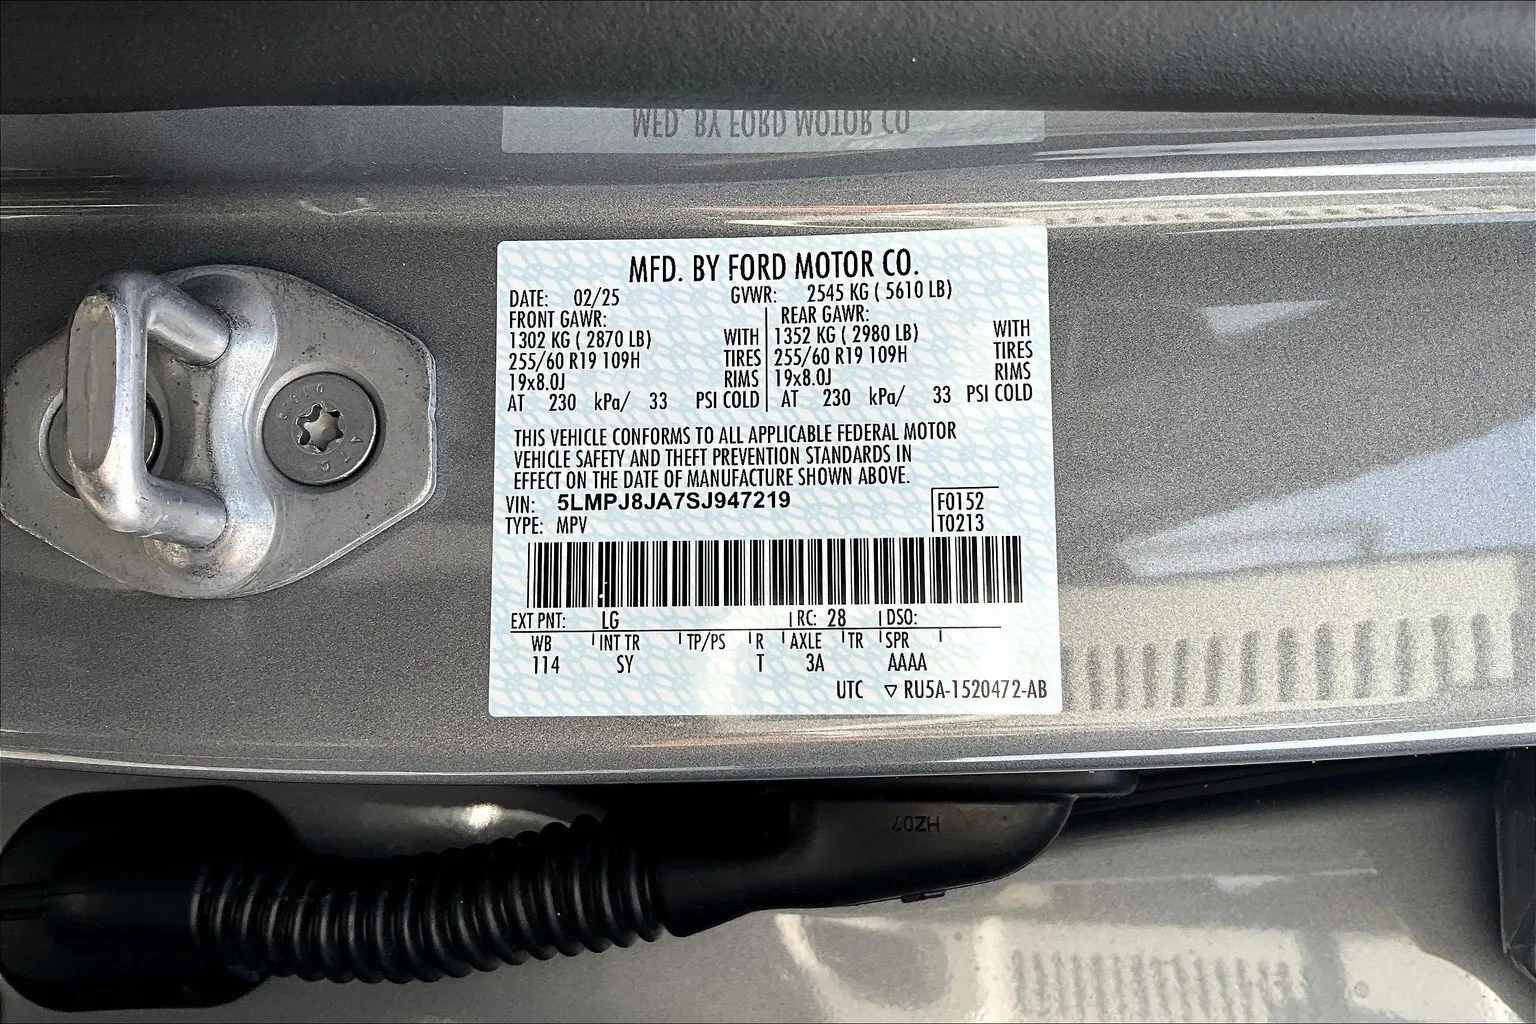 MFD. BY FORD MOTOR CO
MFD. BY FORD MOTOR CO.
DATE: 02/25 GVWR: 2545 KG ( 5610 LB)
FRONT GAWR: REAR GAWR:
1302 KG ( 2870 LB) WITH 1352 KG ( 2980 LB) WITH
255/60 R19 109H TIRES 255/60 R19 109H TIRES
19x8.0J RIMS 19x8.0J RIMS
AT 230 kPa/ 33 PSI COLD AT 230 kPa/ 33 PSI COLD
THIS VEHICLE CONFORMS TO ALL APPLICABLE FEDERAL MOTOR
VEHICLE SAFETY AND THEFT PREVENTION STANDARDS IN
EFFECT ON THE DATE OF MANUFACTURE SHOWN ABOVE.
VIN: 5LMPJ8JA7SJ947219 F0152
TYPE: MPV T0213
EXT PNT: LG RC: 28 DSO:
WB INT TR TP/PS R AXLE TR SPR
114 SY T 3A AAAA
UTC ▽ RU5A-1520472-AB
HZ07